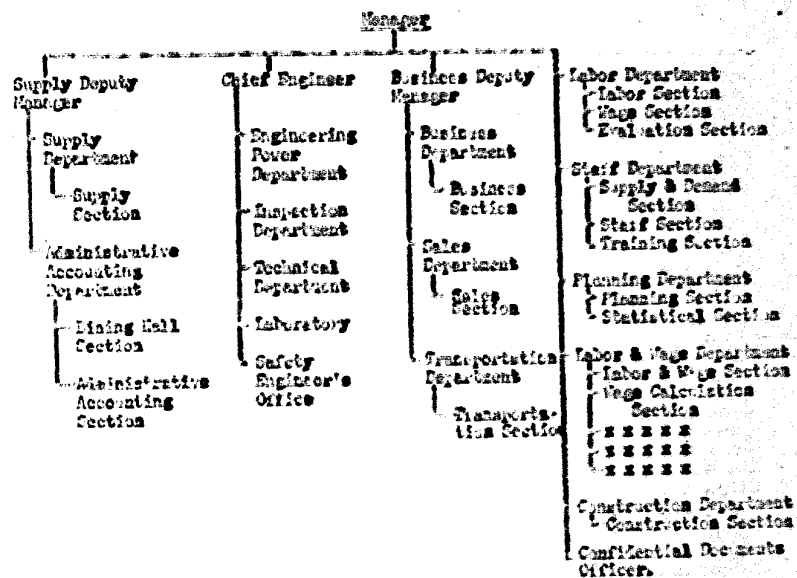 Manager
Supply Deputy
Manager
Supply
Department
Supply
Section
Administrative
Accounting
Department
Dining Hall
Section
Administrative
Accounting
Section
Chief Engineer
Engineering
Power
Department
Inspection
Department
Technical
Department
Laboratory
Safety
Engineer's
Office
Business Deputy
Manager
Business
Department
Business
Section
Sales
Department
Sales
Section
Transportation
Department
Transporta-
tion Sectio
Labor Department
Labor Section
Wage Section
Evaluation Section
Staff Department
Supply & Demand
Section
Staff Section
Training Section
Planning Department
Planning Section
Statistical Section
Labor & Wage Department
Labor & Wage Section
Wage Calculation
Section
x x x x x
x x x x x
x x x x x
Construction Department
Construction Section
Confidential Documents
Officer.